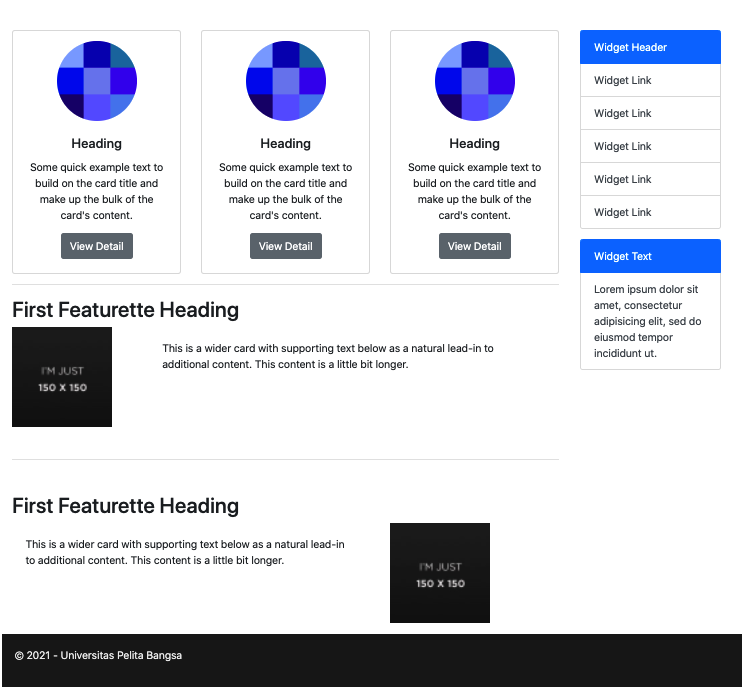 Heading
Some quick example text to
build on the card title and
make up the bulk of the
card's content.
View Detail
Heading
Some quick example text to
build on the card title and
make up the bulk of the
card's content.
View Detail
Heading
Some quick example text to
build on the card title and
make up the bulk of the
card's content.
View Detail
Widget Header
Widget Link
Widget Link
Widget Link
Widget Link
Widget Link
Widget Text
Lorem ipsum dolor sit
amet, consectetur
adipisicing elit, sed do
eiusmod tempor
incididunt ut.
First Featurette Heading
I'M JUST
150 X 150
This is a wider card with supporting text below as a natural lead-in to
additional content. This content is a little bit longer.
First Featurette Heading
This is a wider card with supporting text below as a natural lead-in
to additional content. This content is a little bit longer.
I'M JUST
150 X 150
© 2021 - Universitas Pelita Bangsa